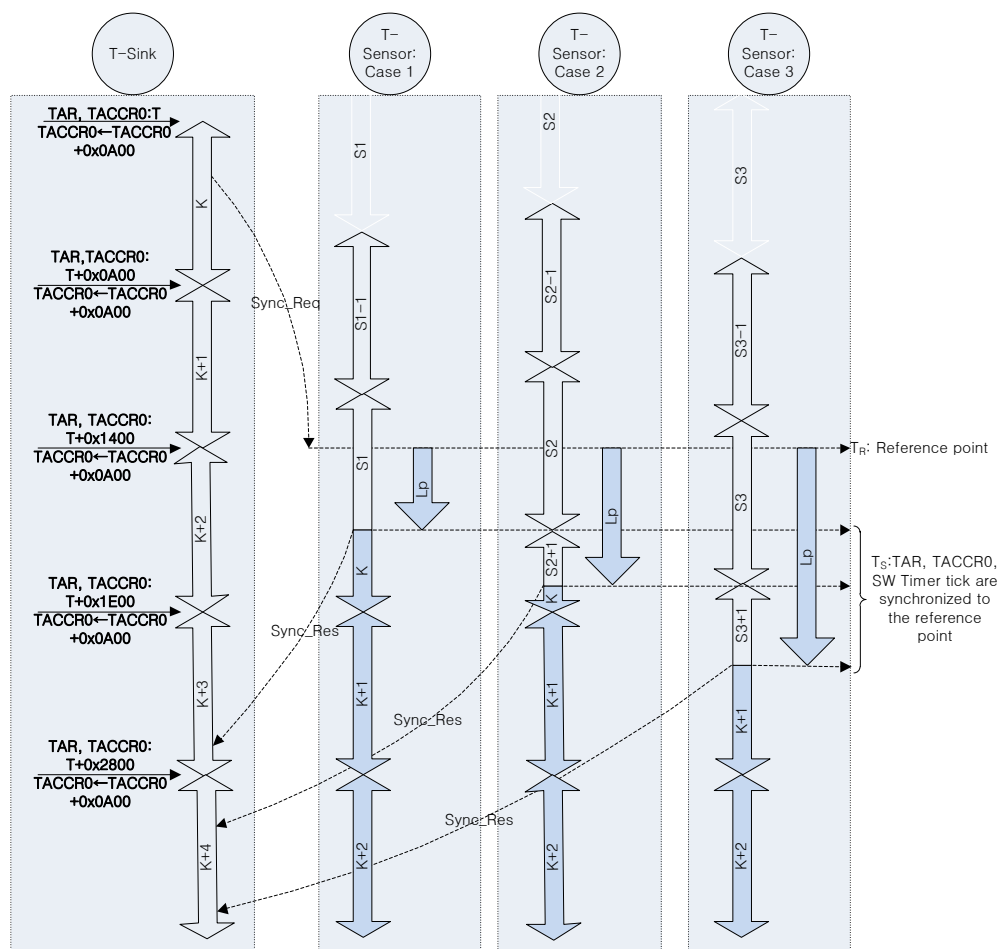 T-Sink
T-
Sensor:
Case 1
T-
Sensor:
Case 2
T-
Sensor:
Case 3
TAR, TACCR0:T
TACCR0←TACCR0
+0x0A00
TAR,TACCR0:
T+0x0A00
TACCR0←TACCR0
+0x0A00
TAR, TACCR0:
T+0x1400
TACCR0←TACCR0
+0x0A00
TAR, TACCR0:
T+0x1E00
TACCR0←TACCR0
+0x0A00
TAR, TACCR0:
T+0x2800
TACCR0←TACCR0
+0x0A00
K
K+1
K+2
K+3
K+4
Sync_Req
Sync_Res
Sync_Res
Sync_Res
S1
S1-1
S1
K
K+1
K+2
Lp
S2
S2-1
S2
S2+1
K
K+1
K+2
Lp
S3
S3-1
S3
S3+1
K+1
K+2
Lp
TR: Reference point
TS:TAR, TACCR0,
SW Timer tick are
synchronized to
the reference
point